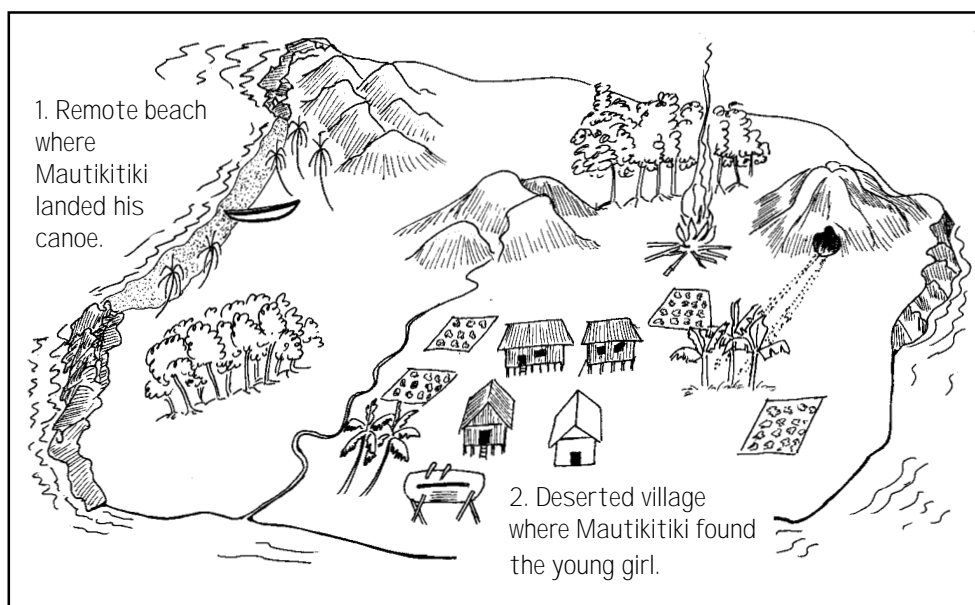 1. Remote beach
where
Mautikitiki
landed his
canoe.
2. Deserted village
where Mautikitiki found
the young girl.